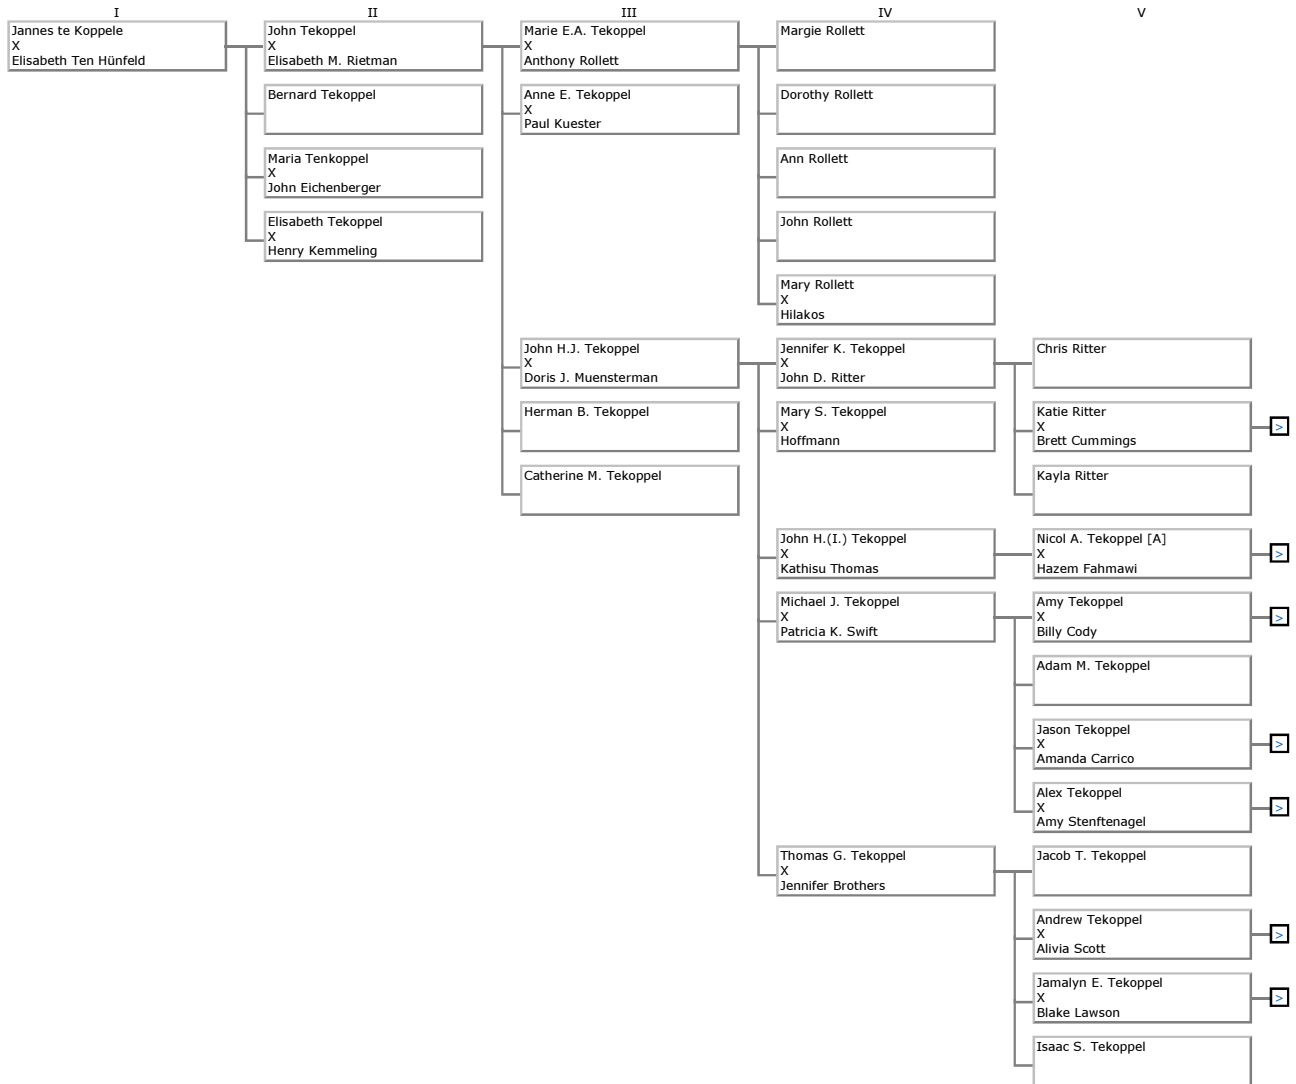 I
II
III
IV
V
Jannes te Koppele
X
Elisabeth Ten Hünfeld
John Tekoppel
X
Elisabeth M. Rietman
Bernard Tekoppel
Maria Tenkoppel
X
John Eichenberger
Elisabeth Tekoppel
X
Henry Kemmeling
Marie E.A. Tekoppel
X
Anthony Rollett
Anne E. Tekoppel
X
Paul Kuester
John H.J. Tekoppel
X
Doris J. Muensterman
Herman B. Tekoppel
Catherine M. Tekoppel
Margie Rollett
Dorothy Rollett
Ann Rollett
John Rollett
Mary Rollett
X
Hilakos
Jennifer K. Tekoppel
X
John D. Ritter
Mary S. Tekoppel
X
Hoffmann
John H.(I.) Tekoppel
X
Kathisu Thomas
Michael J. Tekoppel
X
Patricia K. Swift
Thomas G. Tekoppel
X
Jennifer Brothers
Chris Ritter
Katie Ritter
X
Brett Cummings
>
Kayla Ritter
Nicol A. Tekoppel [A]
X
Hazem Fahmawi
>
Amy Tekoppel
X
Billy Cody
>
Adam M. Tekoppel
Jason Tekoppel
X
Amanda Carrico
>
Alex Tekoppel
X
Amy Stenftenagel
>
Jacob T. Tekoppel
Andrew Tekoppel
X
Alivia Scott
>
Jamalyn E. Tekoppel
X
Blake Lawson
>
Isaac S. Tekoppel